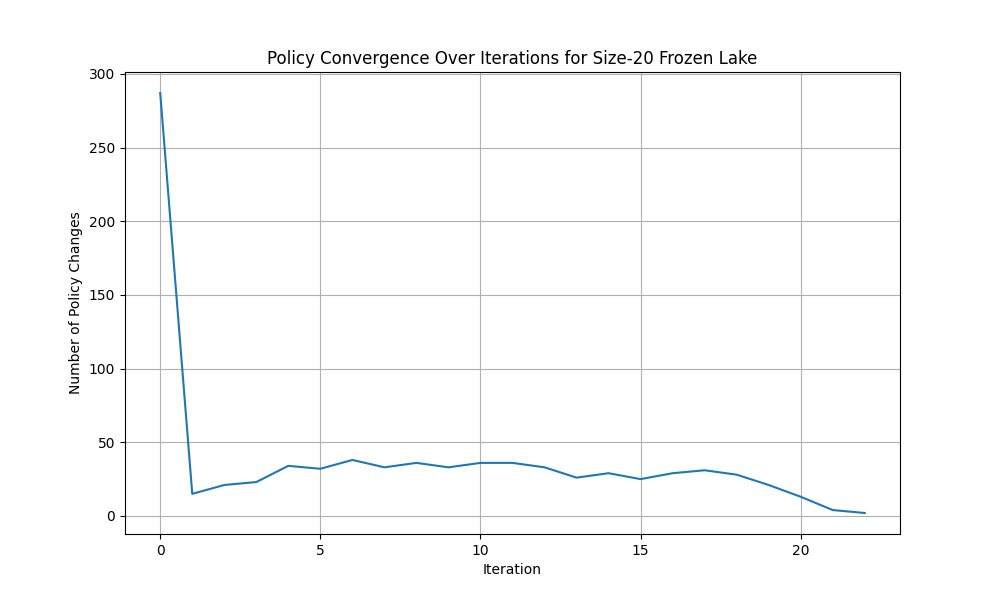 Policy Convergence Over Iterations for Size-20 Frozen Lake
300
250
200
150
100
50
0
Number of Policy Changes
0 5 10 15 20
Iteration